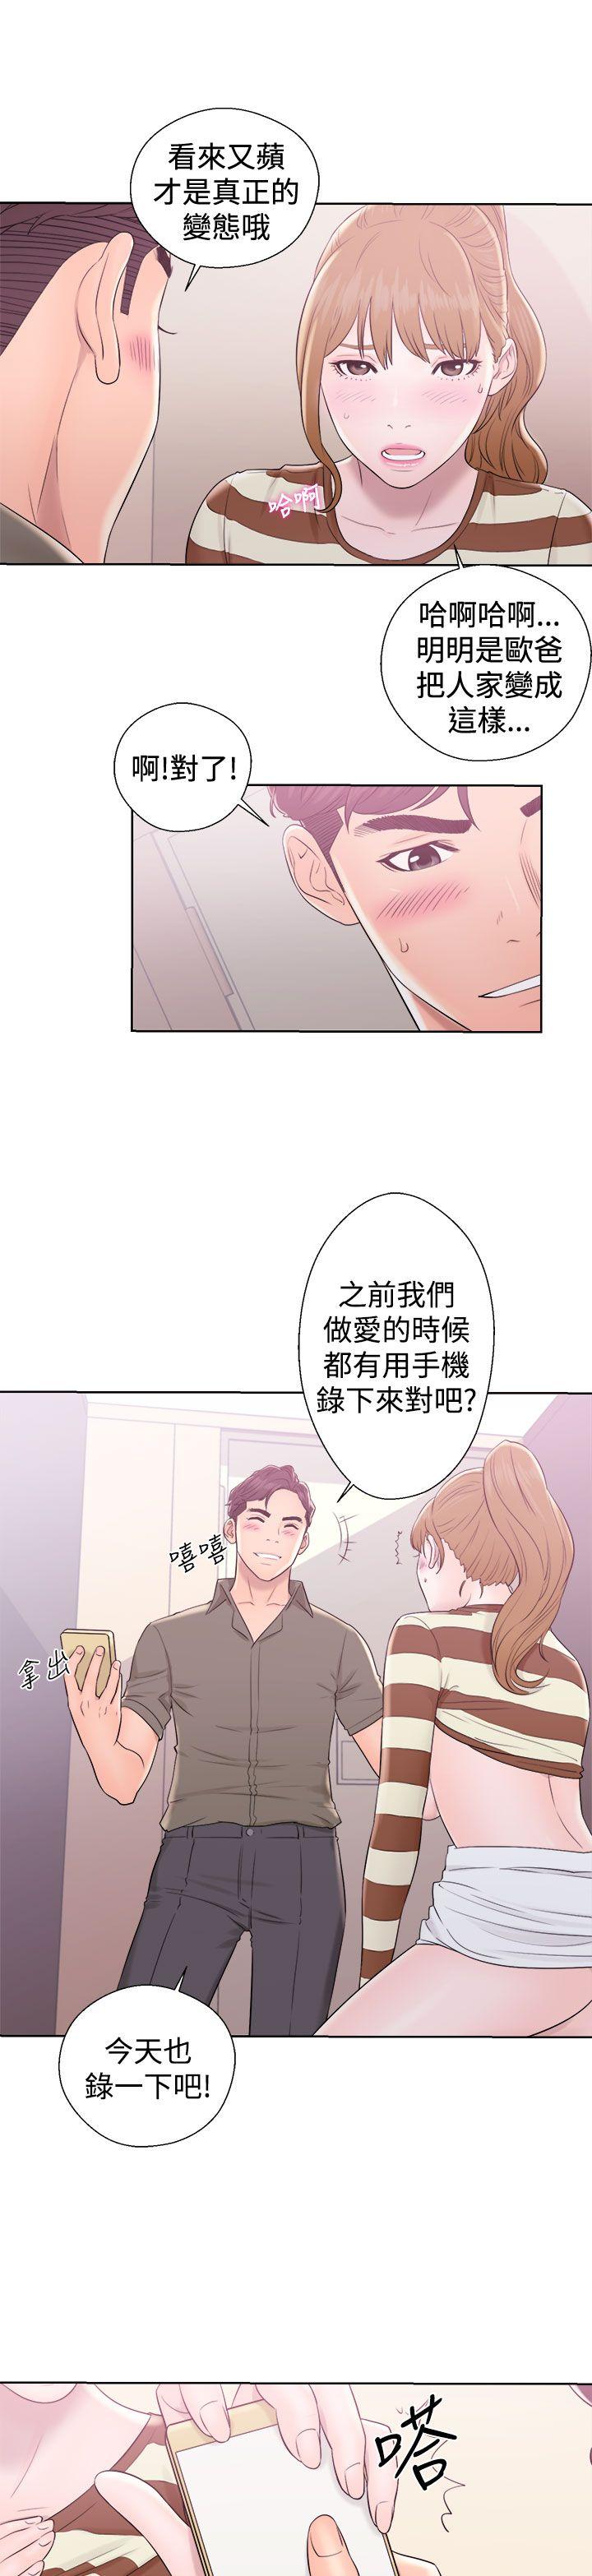 看來又蘋
才是真正的
變態哦
哈啊
哈啊哈啊...
明明是歐爸
把人家變成
這樣...
啊!對了!
之前我們
做愛的時候
都有用手機
錄下來對吧?
嘻嘻
拿出
今天也
錄一下吧!
嗒